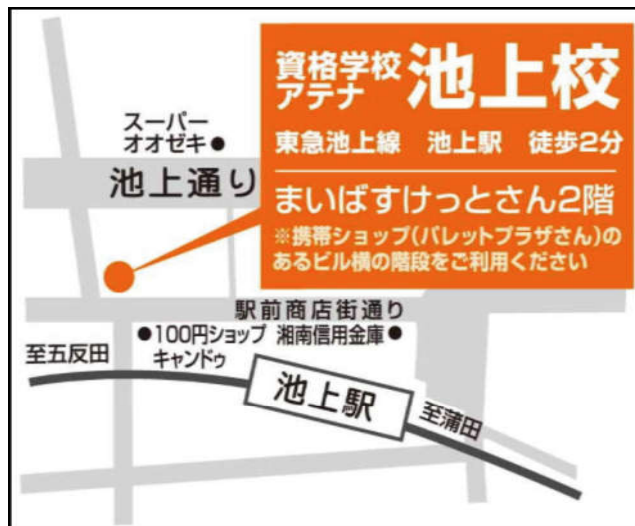 資格学校
アテナ
池上校
東急池上線 池上駅 徒歩2分
まいばすけっとさん2階
※携帯ショップ(パレットプラザさん)の
あるビル横の階段をご利用ください
スーパー
オオゼキ●
池上通り
駅前商店街通り
●100円ショップ
キャンドゥ
湘南信用金庫●
至五反田
池上駅
至蒲田